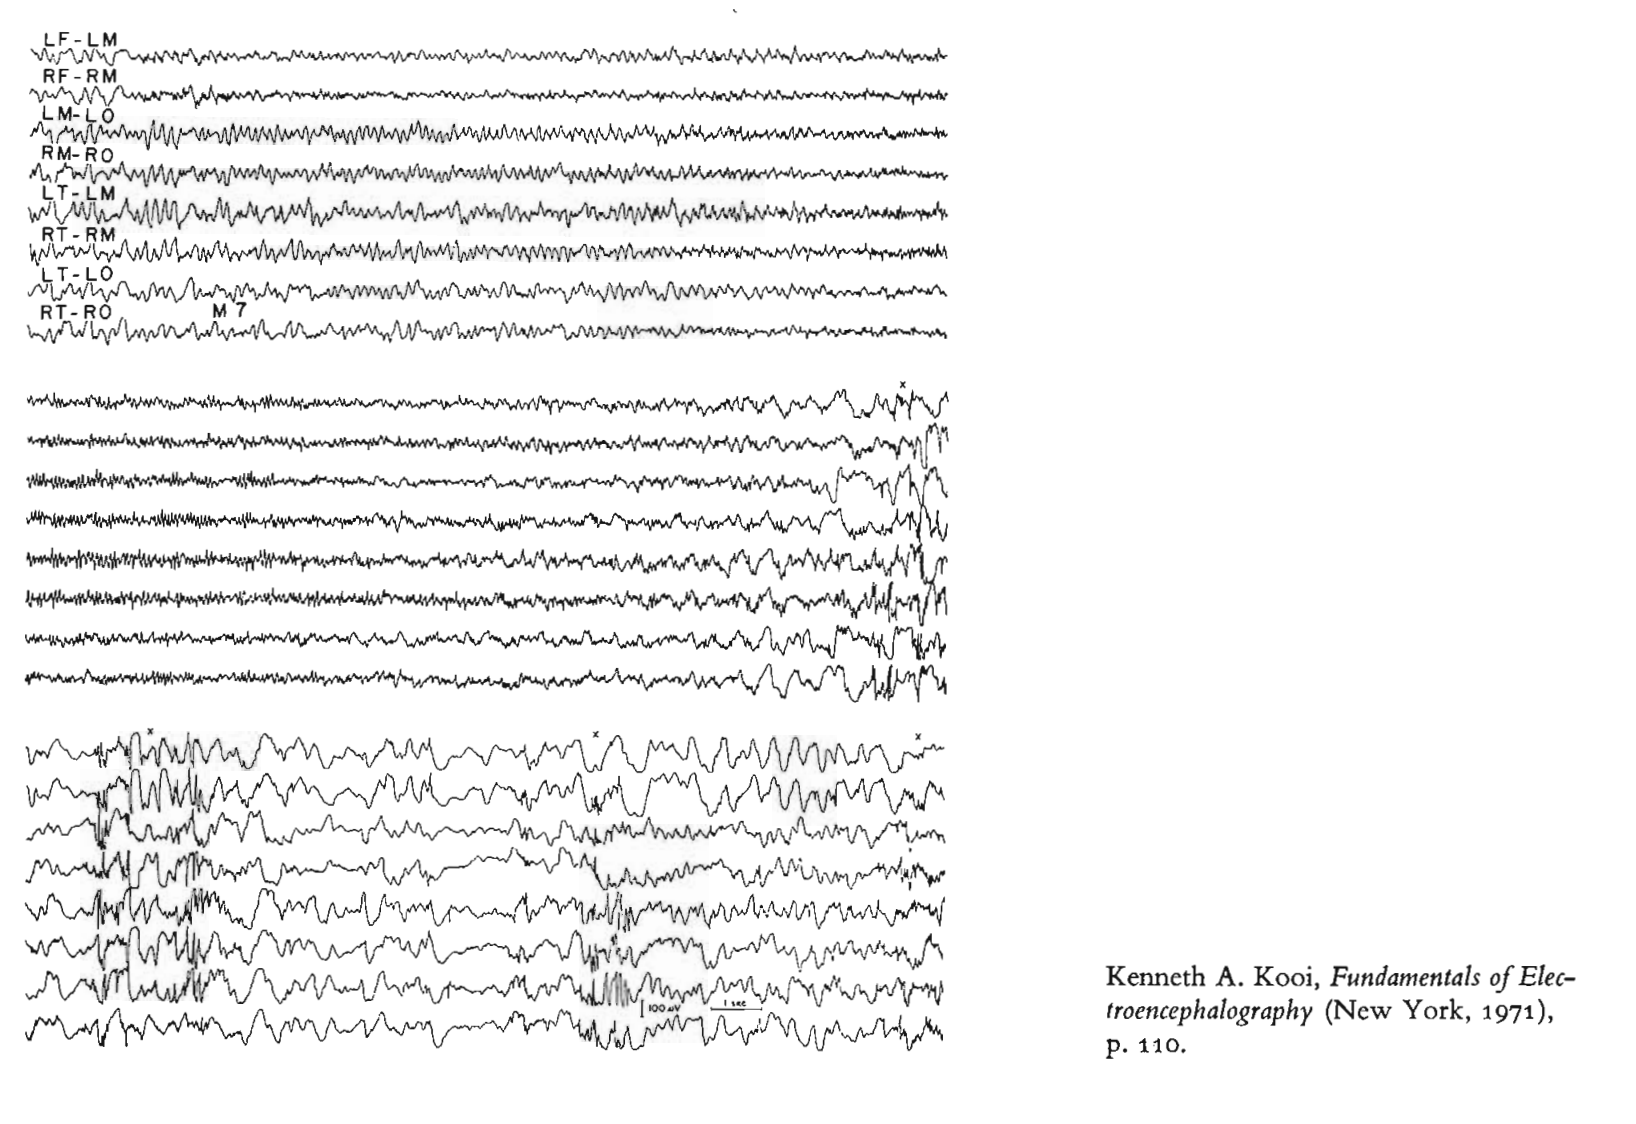 LF-LM
RF-RM
LM-LO
RM-RO
LT-LM
RT-RM
LT-LO
RT-RO M 7
x
x x x
100 µV 1 sec
Kenneth A. Kooi, Fundamentals of Elec-
troencephalography (New York, 1971),
p. 110.